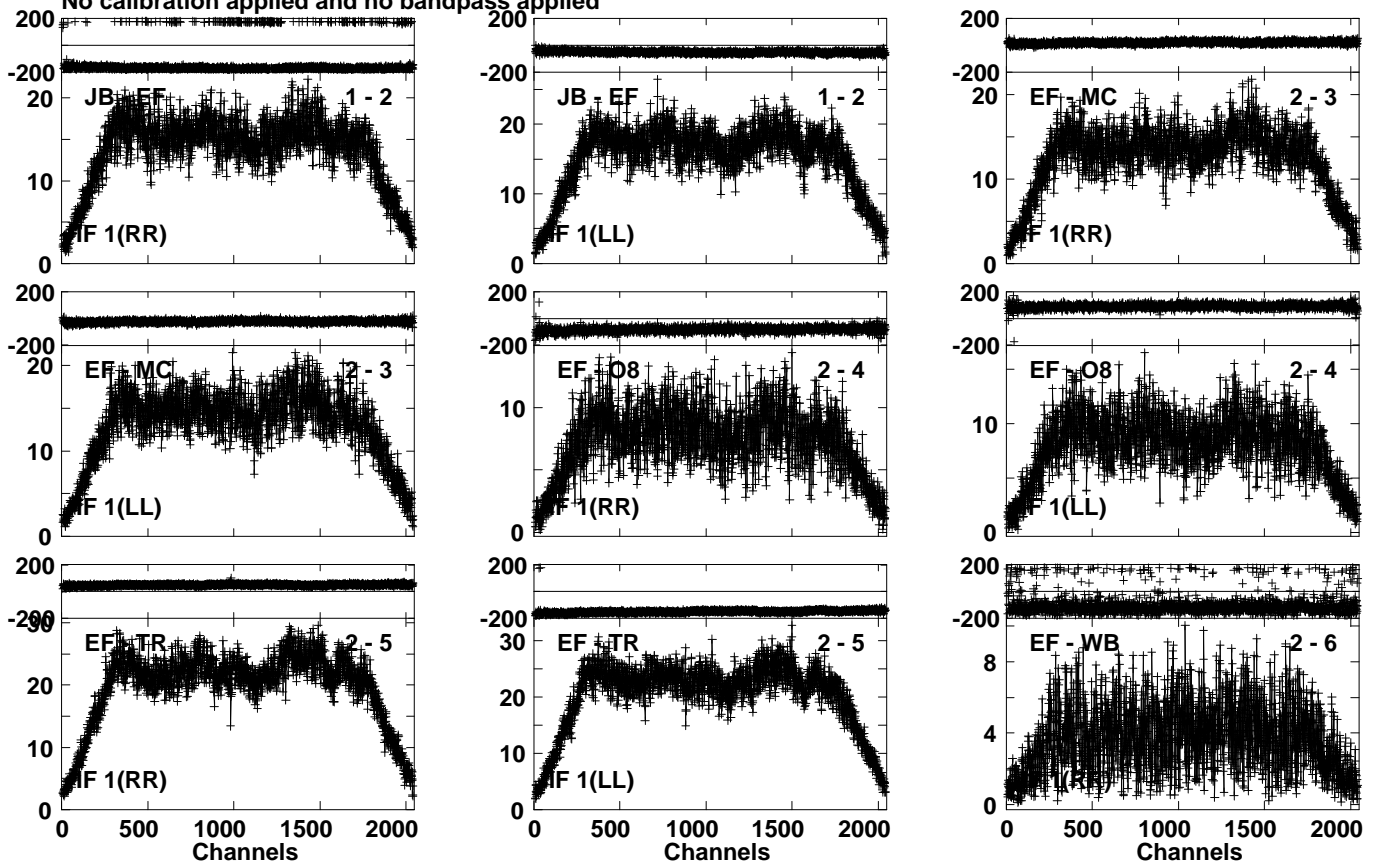 No calibration applied and no bandpass applied
200
-200
20
10
0
JB - EF 1 - 2
IF 1(RR)
200
-200
20
10
0
JB - EF 1 - 2
IF 1(LL)
200
-200
20
10
0
EF - MC 2 - 3
IF 1(RR)
200
-200
20
10
0
EF - MC 2 - 3
IF 1(LL)
200
-200
10
0
EF - O8 2 - 4
IF 1(RR)
200
-200
10
0
EF - O8 2 - 4
IF 1(LL)
200
-200
30
20
10
0
EF - TR 2 - 5
IF 1(RR)
0 500 1000 1500 2000
Channels
200
-200
30
20
10
0
EF - TR 2 - 5
IF 1(LL)
0 500 1000 1500 2000
Channels
200
-200
8
4
0
EF - WB 2 - 6
1(RR)
0 500 1000 1500 2000
Channels